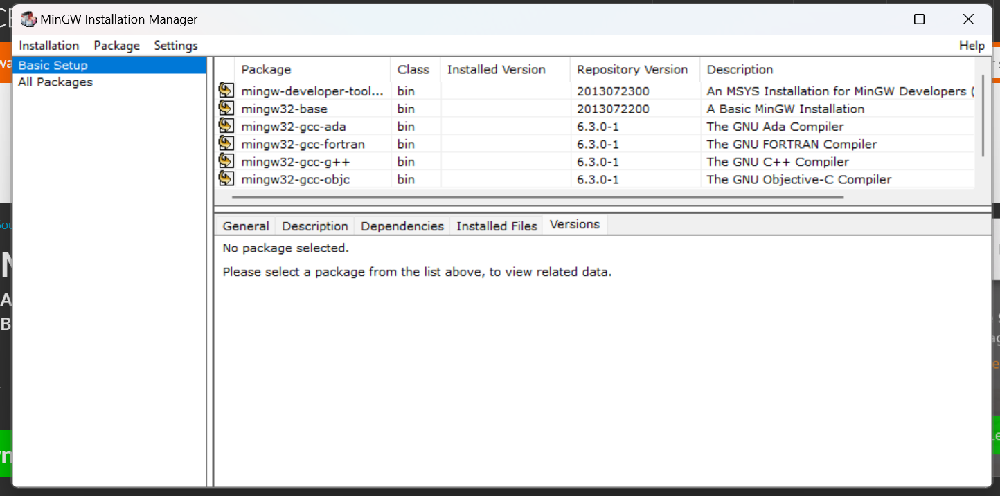 MinGW Installation Manager
Installation Package Settings Help
Basic Setup
All Packages
Package Class Installed Version Repository Version Description
mingw-developer-tool... bin 2013072300 An MSYS Installation for MinGW Developers (
mingw32-base bin 2013072200 A Basic MinGW Installation
mingw32-gcc-ada bin 6.3.0-1 The GNU Ada Compiler
mingw32-gcc-fortran bin 6.3.0-1 The GNU FORTRAN Compiler
mingw32-gcc-g++ bin 6.3.0-1 The GNU C++ Compiler
mingw32-gcc-objc bin 6.3.0-1 The GNU Objective-C Compiler
General Description Dependencies Installed Files Versions
No package selected.
Please select a package from the list above, to view related data.